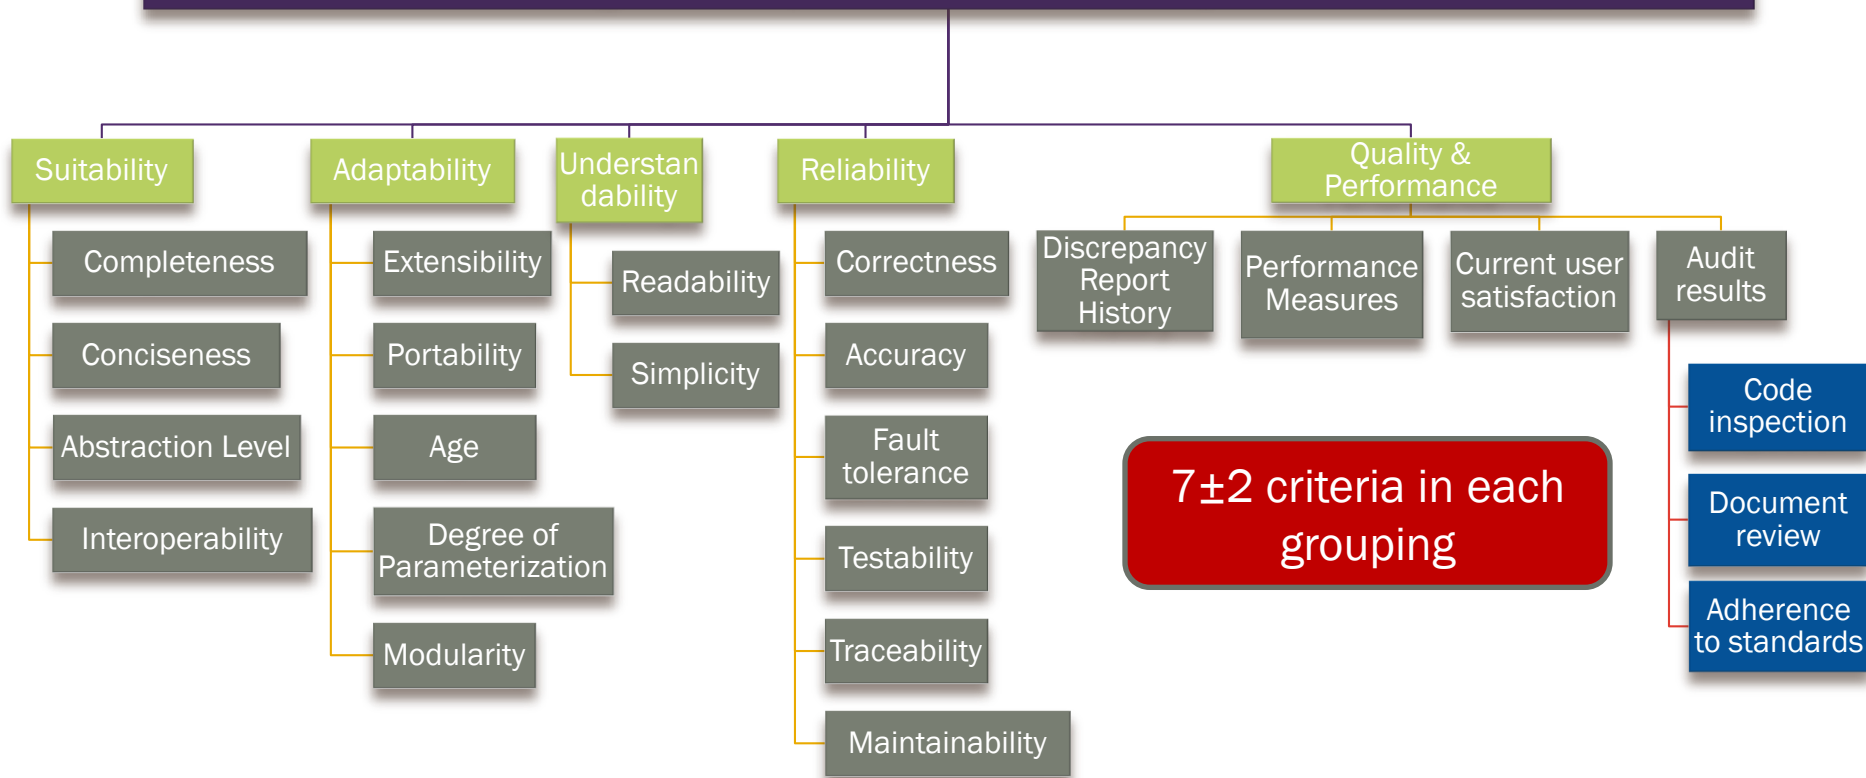 Suitability
Completeness
Conciseness
Abstraction Level
Interoperability
Adaptability
Extensibility
Portability
Age
Degree of
Parameterization
Modularity
Understan
dability
Readability
Simplicity
Reliability
Correctness
Accuracy
Fault
tolerance
Testability
Traceability
Maintainability
Quality &
Performance
Discrepancy
Report
History
Performance
Measures
Current user
satisfaction
Audit
results
Code
inspection
Document
review
Adherence
to standards
7±2 criteria in each
grouping